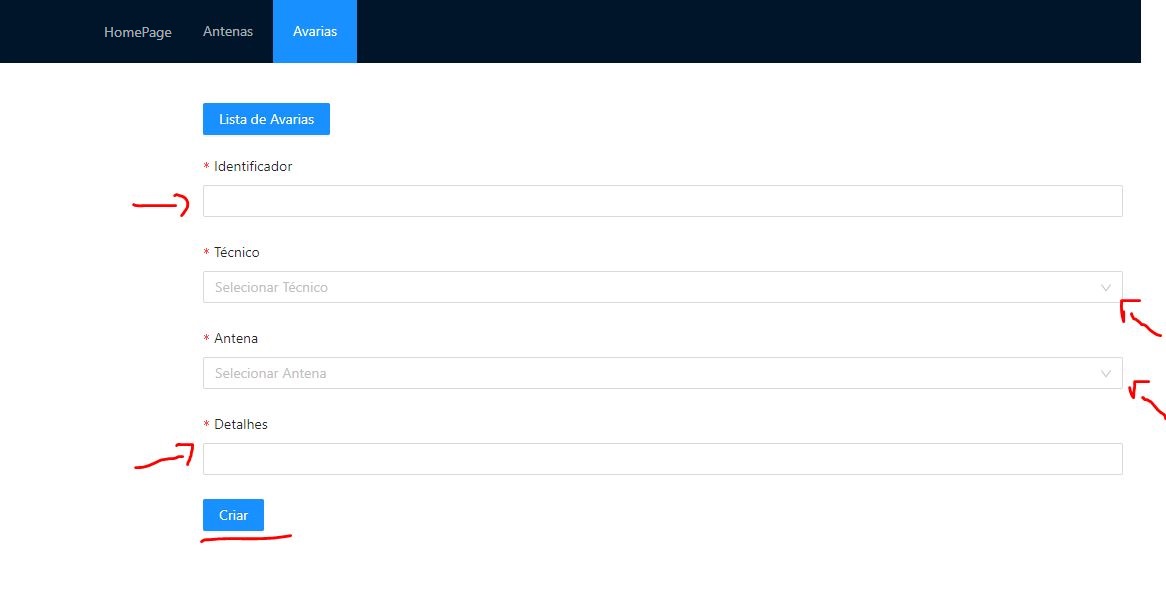 HomePage Antenas Avarias
Lista de Avarias
* Identificador
* Técnico
Selecionar Técnico
* Antena
Selecionar Antena
* Detalhes
Criar